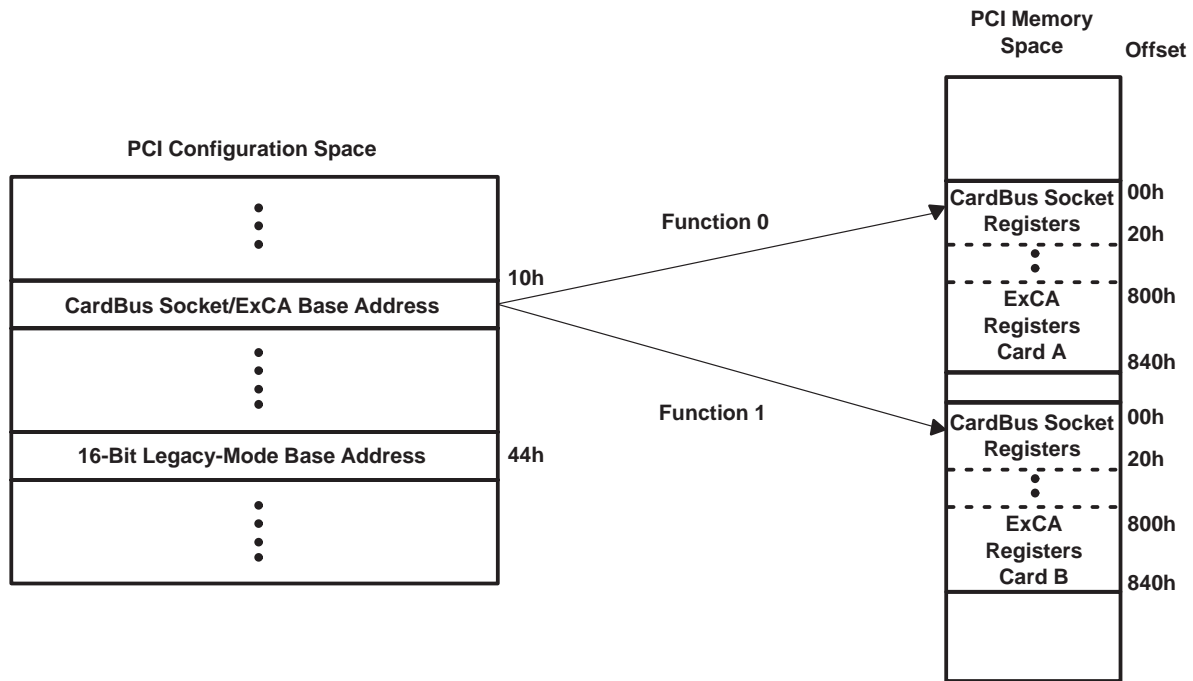 PCI Memory
Space
Offset
PCI Configuration Space
10h
CardBus Socket/ExCA Base Address
16-Bit Legacy-Mode Base Address
44h
Function 0
Function 1
CardBus Socket
Registers
00h
20h
ExCA
Registers
Card A
800h
840h
CardBus Socket
Registers
00h
20h
ExCA
Registers
Card B
800h
840h